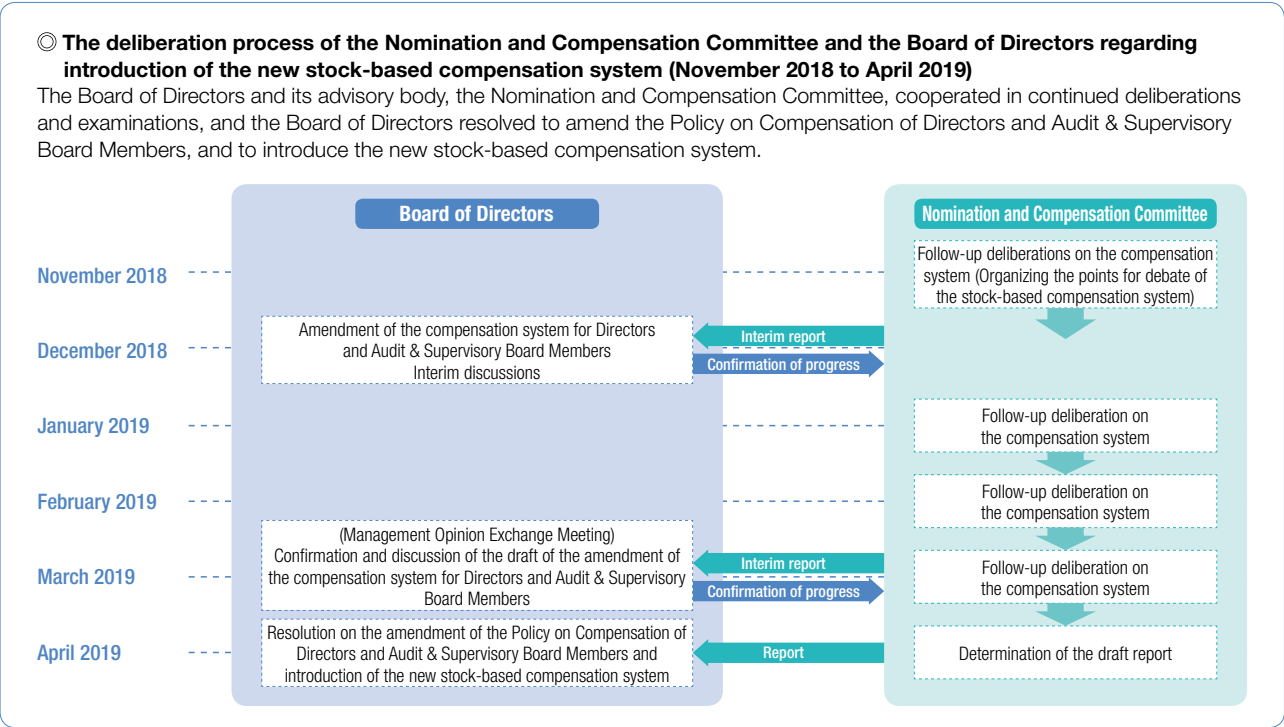 ◎ The deliberation process of the Nomination and Compensation Committee and the Board of Directors regarding
introduction of the new stock-based compensation system (November 2018 to April 2019)
The Board of Directors and its advisory body, the Nomination and Compensation Committee, cooperated in continued deliberations
and examinations, and the Board of Directors resolved to amend the Policy on Compensation of Directors and Audit & Supervisory
Board Members, and to introduce the new stock-based compensation system.
Board of Directors
Nomination and Compensation Committee
November 2018
Follow-up deliberations on the compensation
system (Organizing the points for debate of
the stock-based compensation system)
December 2018
Amendment of the compensation system for Directors
and Audit & Supervisory Board Members
Interim discussions
Interim report
Confirmation of progress
January 2019
Follow-up deliberation on
the compensation system
February 2019
Follow-up deliberation on
the compensation system
March 2019
(Management Opinion Exchange Meeting)
Confirmation and discussion of the draft of the amendment of
the compensation system for Directors and Audit & Supervisory
Board Members
Interim report
Confirmation of progress
Follow-up deliberation on
the compensation system
April 2019
Resolution on the amendment of the Policy on Compensation of
Directors and Audit & Supervisory Board Members and
introduction of the new stock-based compensation system
Report
Determination of the draft report